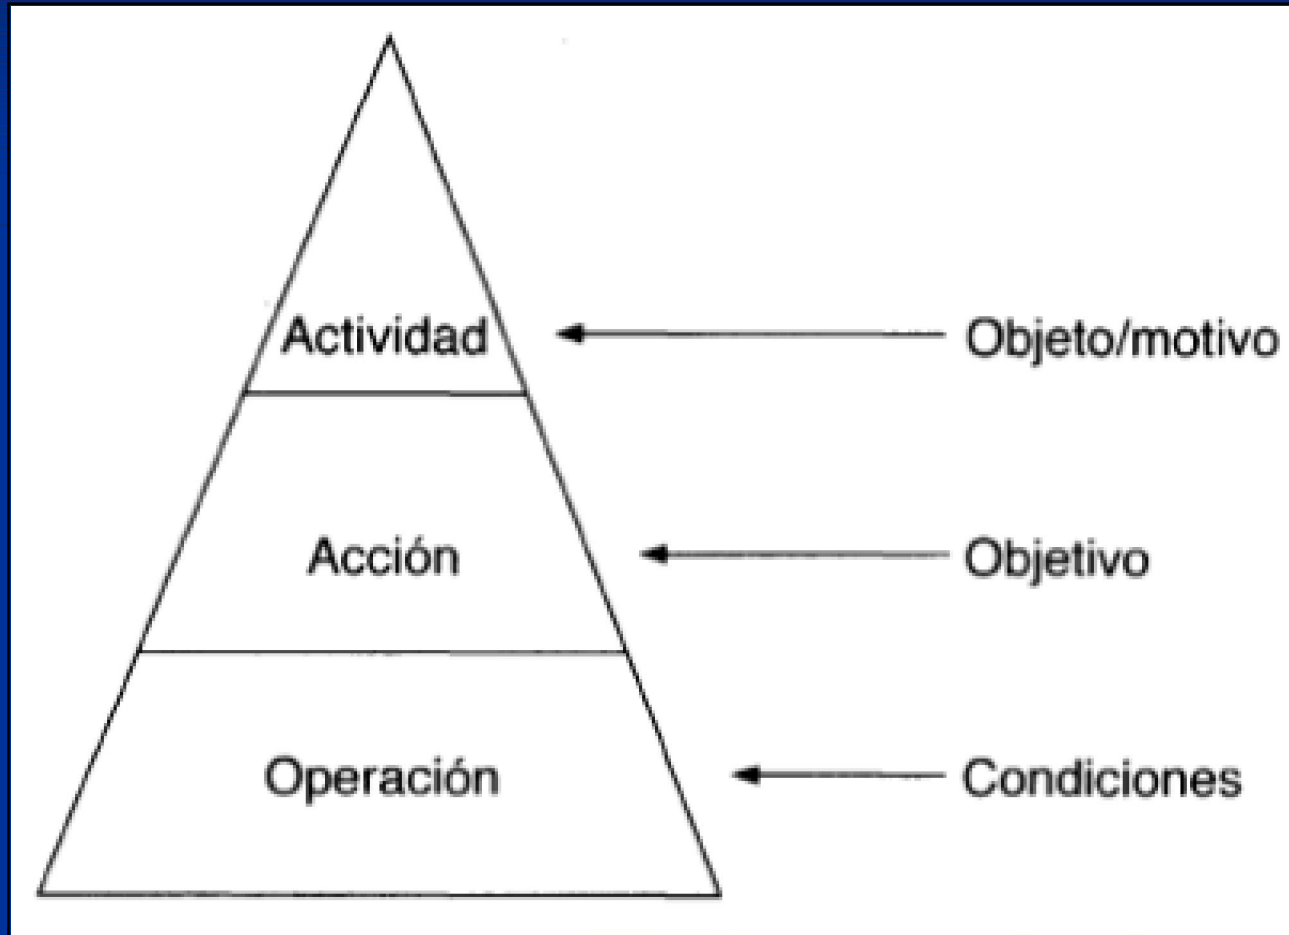 Actividad
Objeto/motivo
Acción
Objetivo
Operación
Condiciones